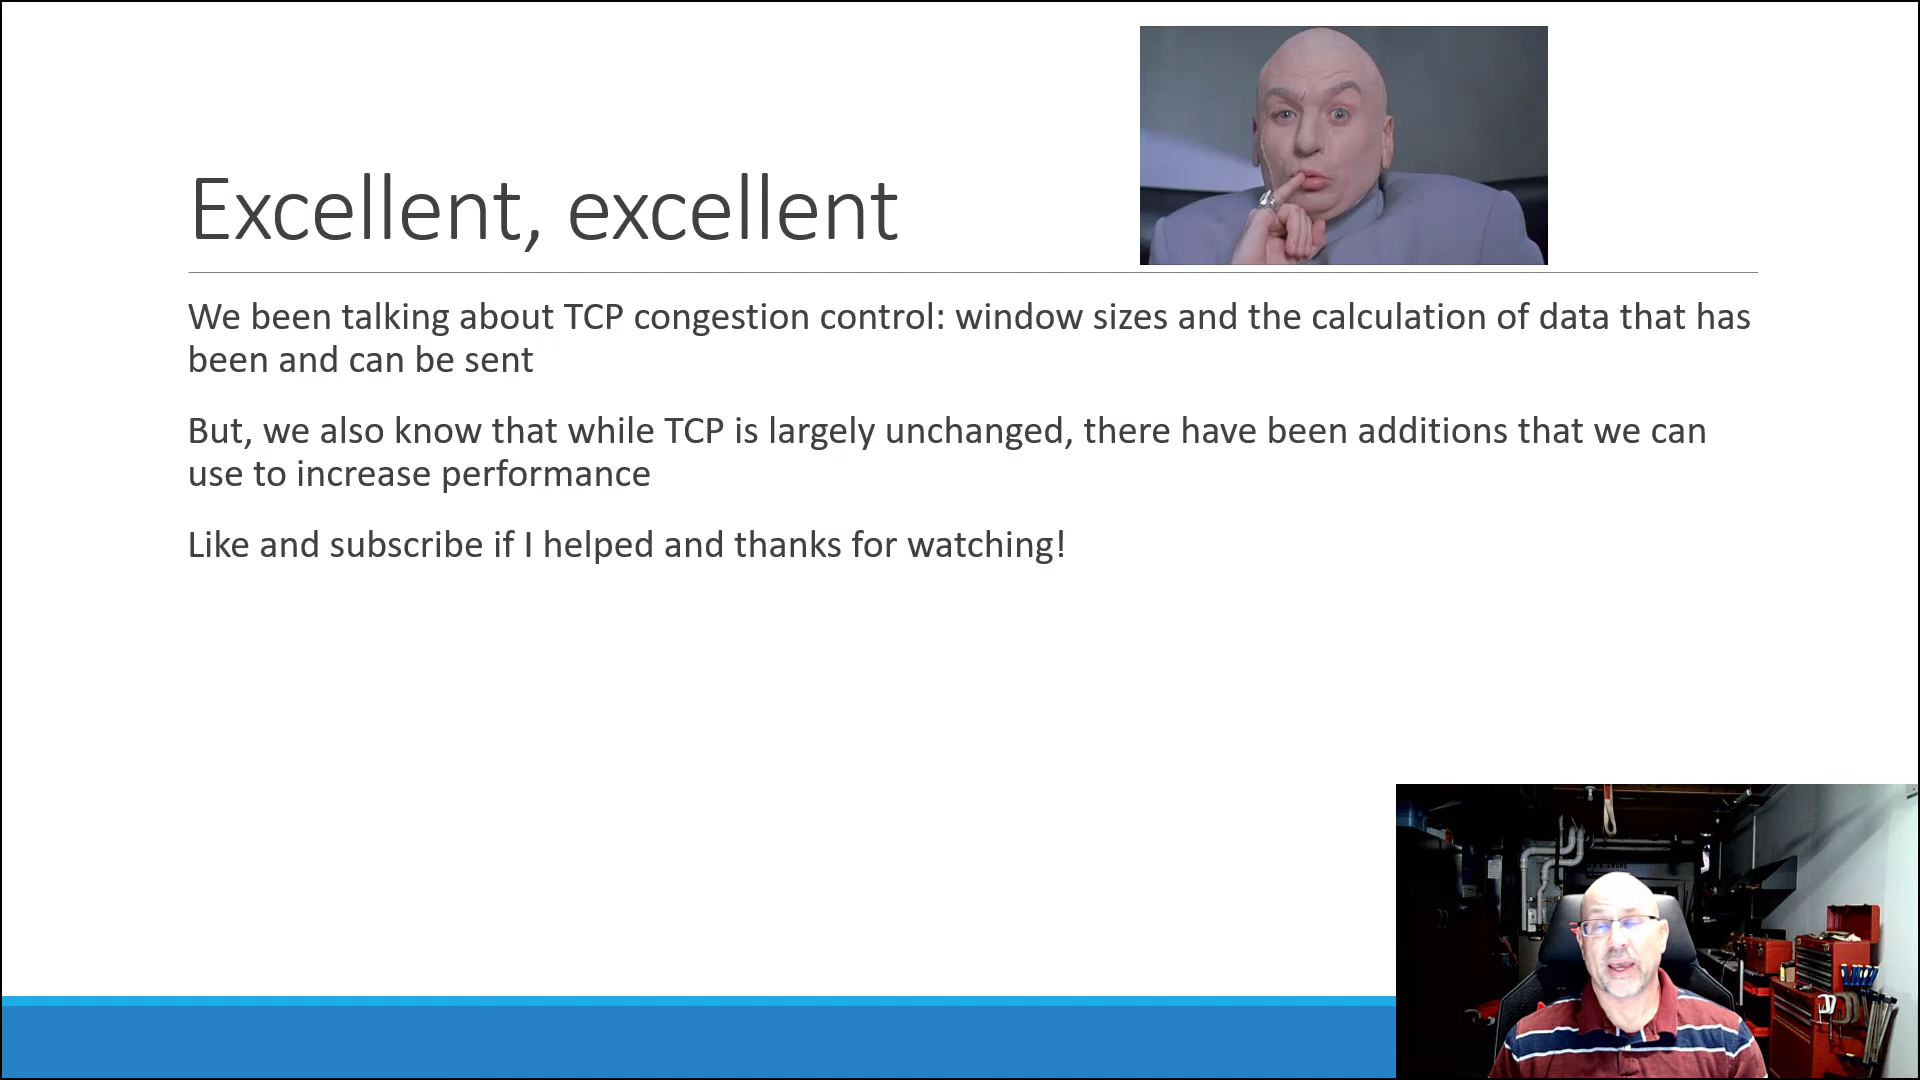 Excellent, excellent
We been talking about TCP congestion control: window sizes and the calculation of data that has
been and can be sent
But, we also know that while TCP is largely unchanged, there have been additions that we can
use to increase performance
Like and subscribe if I helped and thanks for watching!